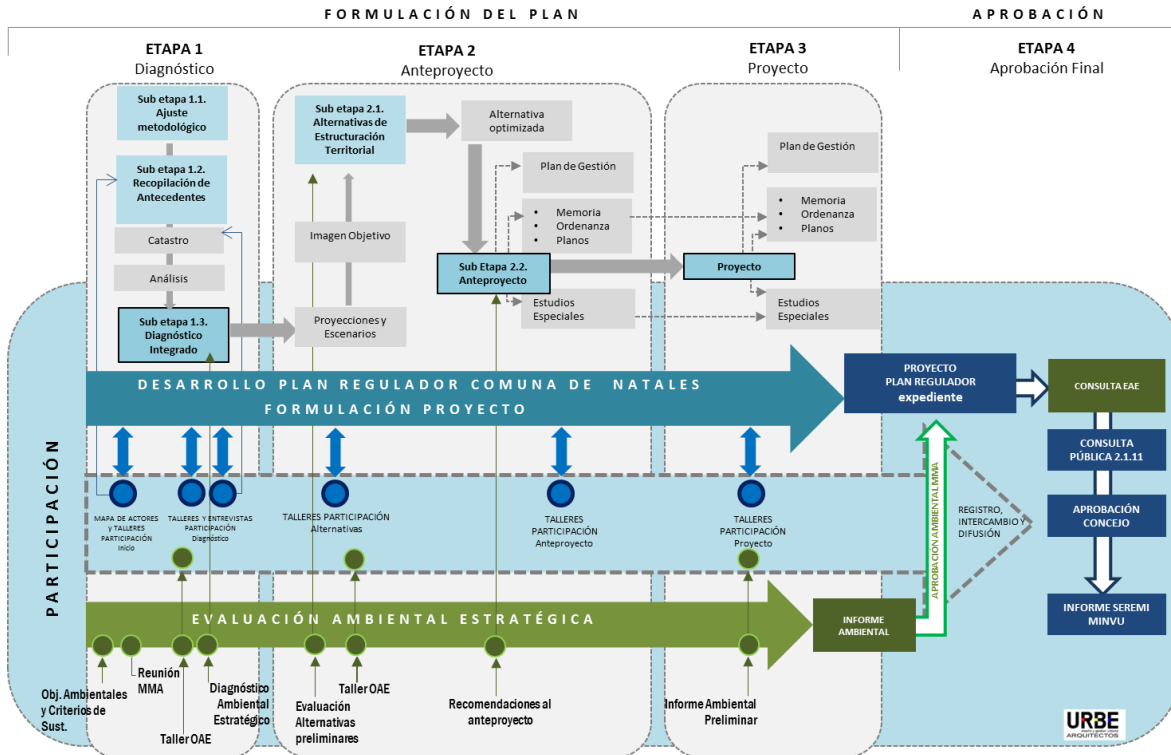 FORMULACIÓN DEL PLAN
APROBACIÓN
ETAPA 1
Diagnóstico
ETAPA 2
Anteproyecto
ETAPA 3
Proyecto
ETAPA 4
Aprobación Final
Sub etapa 1.1.
Ajuste
metodológico
Sub etapa 1.2.
Recopilación de
Antecedentes
Catastro
Análisis
Sub etapa 1.3.
Diagnóstico
Integrado
Sub etapa 2.1.
Alternativas de
Estructuración
Territorial
Imagen Objetivo
Proyecciones y
Escenarios
Alternativa
optimizada
Plan de Gestión
• Memoria
• Ordenanza
• Planos
Sub Etapa 2.2.
Anteproyecto
Estudios
Especiales
Plan de Gestión
• Memoria
• Ordenanza
• Planos
Proyecto
Estudios
Especiales
DESARROLLO PLAN REGULADOR COMUNA DE NATALES
FORMULACIÓN PROYECTO
PROYECTO
PLAN REGULADOR
expediente
CONSULTA EAE
CONSULTA
PÚBLICA 2.1.11
APROBACIÓN
CONCEJO
INFORME SEREMI
MINVU
PARTICIPACIÓN
MAPA DE ACTORES
y TALLERES
PARTICIPACIÓN
Inicio
TALLERES Y ENTREVISTAS
PARTICIPACIÓN
Diagnóstico
TALLERES PARTICIPACIÓN
Alternativas
TALLERES
PARTICIPACIÓN
Anteproyecto
TALLERES
PARTICIPACIÓN
Proyecto
APROBACIÓN AMBIENTAL MMA
REGISTRO,
INTERCAMBIO Y
DIFUSIÓN
EVALUACIÓN AMBIENTAL ESTRATÉGICA
INFORME
AMBIENTAL
Obj. Ambientales
y Criterios de
Sust.
Reunión
MMA
Taller OAE
Diagnóstico
Ambiental
Estratégico
Evaluación
Alternativas
preliminares
Taller OAE
Recomendaciones al
anteproyecto
Informe Ambiental
Preliminar
URBE
ARQUITECTOS